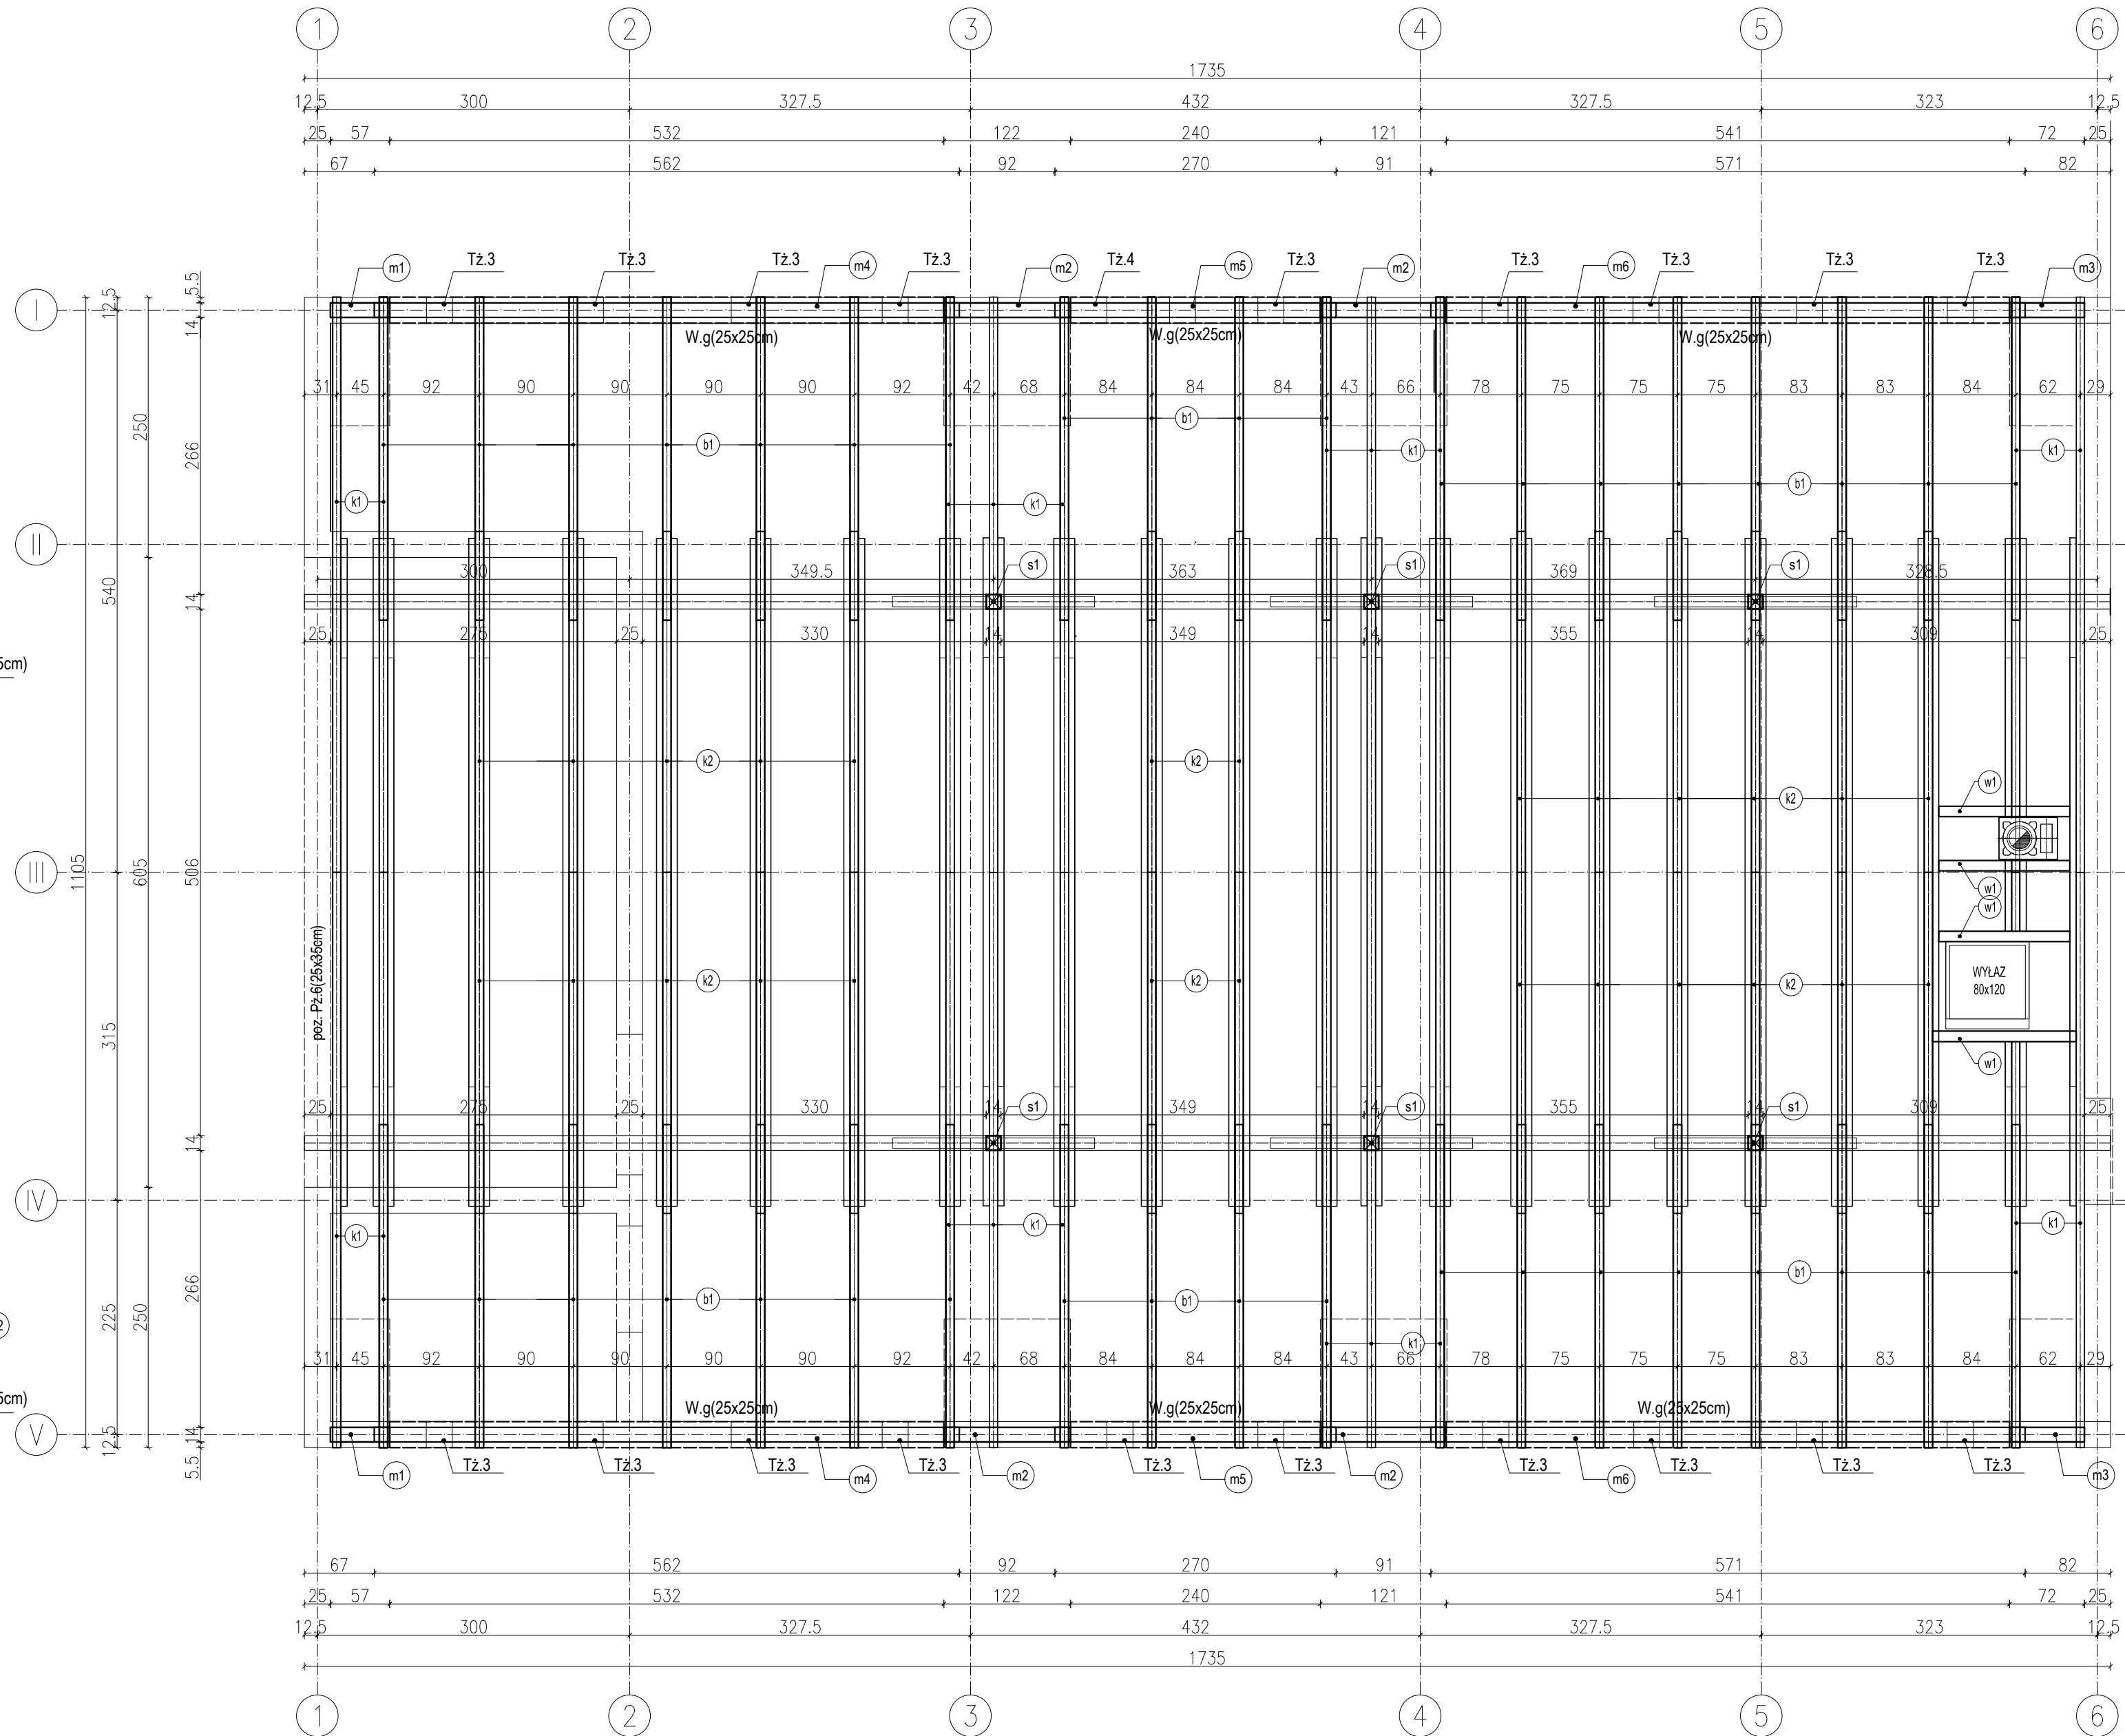 1 2 3 4 5 6
1735
12.5 300 327.5 432 327.5 323 12.5
25 57 532 122 240 121 541 72 25
67 562 92 270 91 571 82
m1 Tż.3 Tż.3 Tż.3 m4 Tż.3 m2 Tż.4 m5 Tż.3 m2 Tż.3 m6 Tż.3 Tż.3 Tż.3 m3
I
12.5
5.5
14
W.g(25x25cm) W.g(25x25cm) W.g(25x25cm)
31 45 92 90 90 90 90 92 42 68 84 84 84 43 66 78 75 75 75 83 83 84 62 29
250
266
b1 b1 k1 k1
b1
k1 k1
II
300 349.5 s1 363 s1 369 s1 328.5
540
14
25 275 25 330 14 349 14 355 14 309 25
5cm)
k2 k2
k2
w1
III
1105
605
506
w1
w1
poz. Pż.6(25x35cm)
k2 k2 k2
WYŁAZ
80x120
315
w1
25 275 25 330 14 s1 349 14 s1 355 14 s1 309 25
14
IV
k1 k1
k1
b1
266
b1 b1
225
250
2
k1
31 45 92 90 90 90 90 92 42 68 84 84 84 43 66 78 75 75 75 83 83 84 62 29
5cm)
W.g(25x25cm) W.g(25x25cm) W.g(25x25cm)
V
12.5
14
5.5
m1 Tż.3 Tż.3 Tż.3 m4 Tż.3 m2 Tż.3 m5 Tż.3 m2 Tż.3 m6 Tż.3 Tż.3 Tż.3 m3
67 562 92 270 91 571 82
25 57 532 122 240 121 541 72 25
12.5 300 327.5 432 327.5 323 12.5
1735
1 2 3 4 5 6